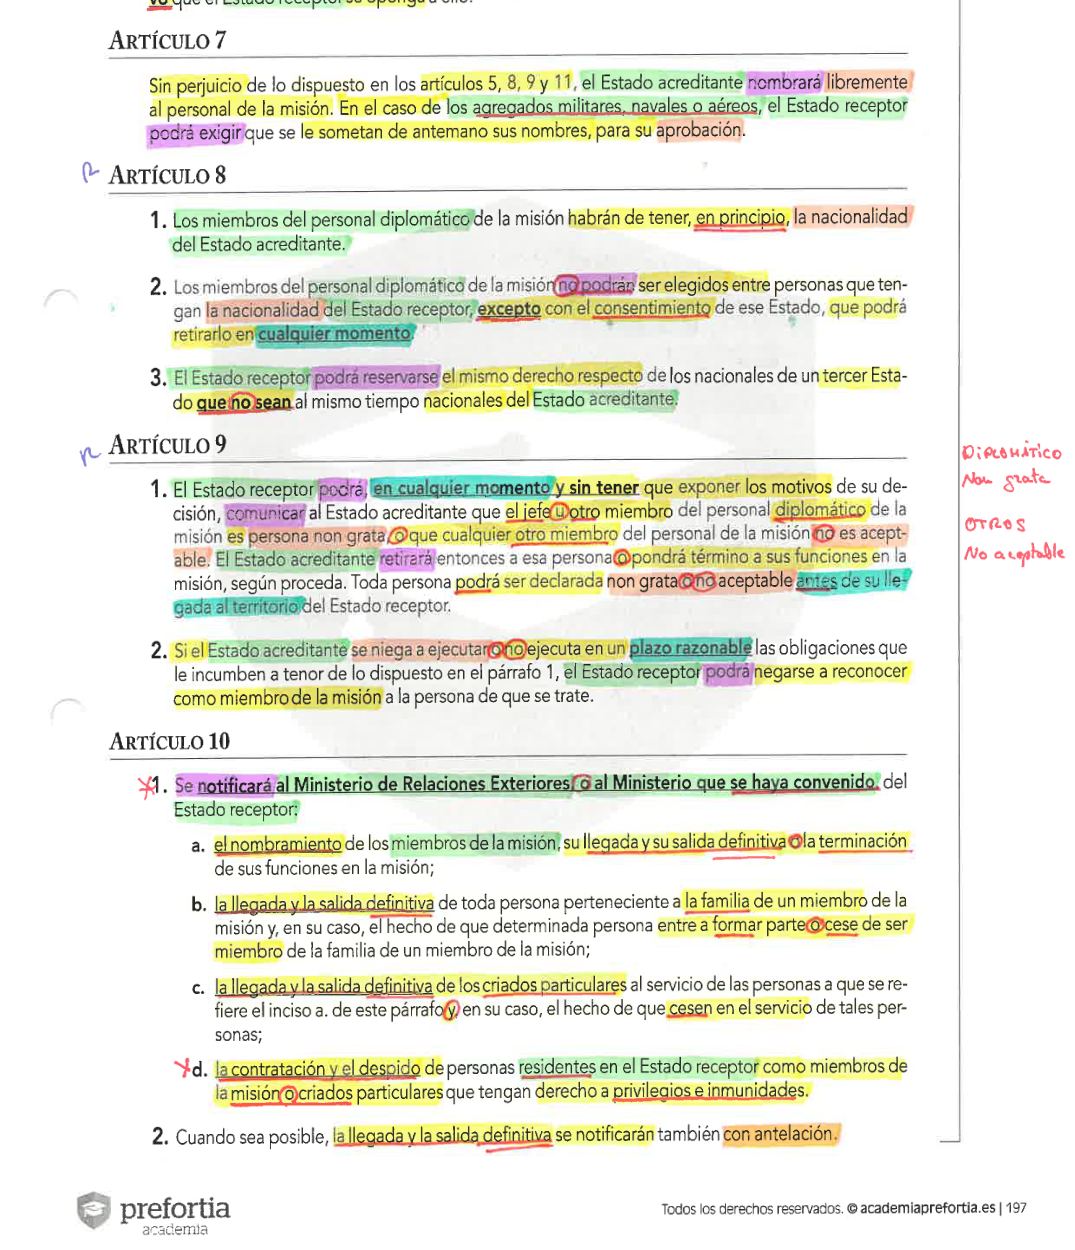 vo que el Estado receptor se oponga a ello.
ARTÍCULO 7
Sin perjuicio de lo dispuesto en los artículos 5, 8, 9 y 11, el Estado acreditante nombrará libremente
al personal de la misión. En el caso de los agregados militares, navales o aéreos, el Estado receptor
podrá exigir que se le sometan de antemano sus nombres, para su aprobación.
ARTÍCULO 8
1. Los miembros del personal diplomático de la misión habrán de tener, en principio, la nacionalidad
del Estado acreditante.
2. Los miembros del personal diplomático de la misión no podrán ser elegidos entre personas que ten-
gan la nacionalidad del Estado receptor, excepto con el consentimiento de ese Estado, que podrá
retirarlo en cualquier momento.
3. El Estado receptor podrá reservarse el mismo derecho respecto de los nacionales de un tercer Esta-
do que no sean al mismo tiempo nacionales del Estado acreditante.
ARTÍCULO 9
1. El Estado receptor podrá, en cualquier momento y sin tener que exponer los motivos de su de-
cisión, comunicar al Estado acreditante que el jefe u otro miembro del personal diplomático de la
misión es persona non grata, o que cualquier otro miembro del personal de la misión no es acept-
able. El Estado acreditante retirará entonces a esa persona o pondrá término a sus funciones en la
misión, según proceda. Toda persona podrá ser declarada non grata o no aceptable antes de su lle-
gada al territorio del Estado receptor.
DIPLOMÁTICO
Non grata
OTROS
No aceptable
2. Si el Estado acreditante se niega a ejecutar o no ejecuta en un plazo razonable las obligaciones que
le incumben a tenor de lo dispuesto en el párrafo 1, el Estado receptor podrá negarse a reconocer
como miembro de la misión a la persona de que se trate.
ARTÍCULO 10
1. Se notificará al Ministerio de Relaciones Exteriores, o al Ministerio que se haya convenido, del
Estado receptor:
a. el nombramiento de los miembros de la misión, su llegada y su salida definitiva o la terminación
de sus funciones en la misión;
b. la llegada y la salida definitiva de toda persona perteneciente a la familia de un miembro de la
misión y, en su caso, el hecho de que determinada persona entre a formar parte o cese de ser
miembro de la familia de un miembro de la misión;
c. la llegada y la salida definitiva de los criados particulares al servicio de las personas a que se re-
fiere el inciso a. de este párrafo y, en su caso, el hecho de que cesen en el servicio de tales per-
sonas;
d. la contratación y el despido de personas residentes en el Estado receptor como miembros de
la misión o criados particulares que tengan derecho a privilegios e inmunidades.
2. Cuando sea posible, la llegada y la salida definitiva se notificarán también con antelación.
prefortia
academia
Todos los derechos reservados. © academiaprefortia.es | 197